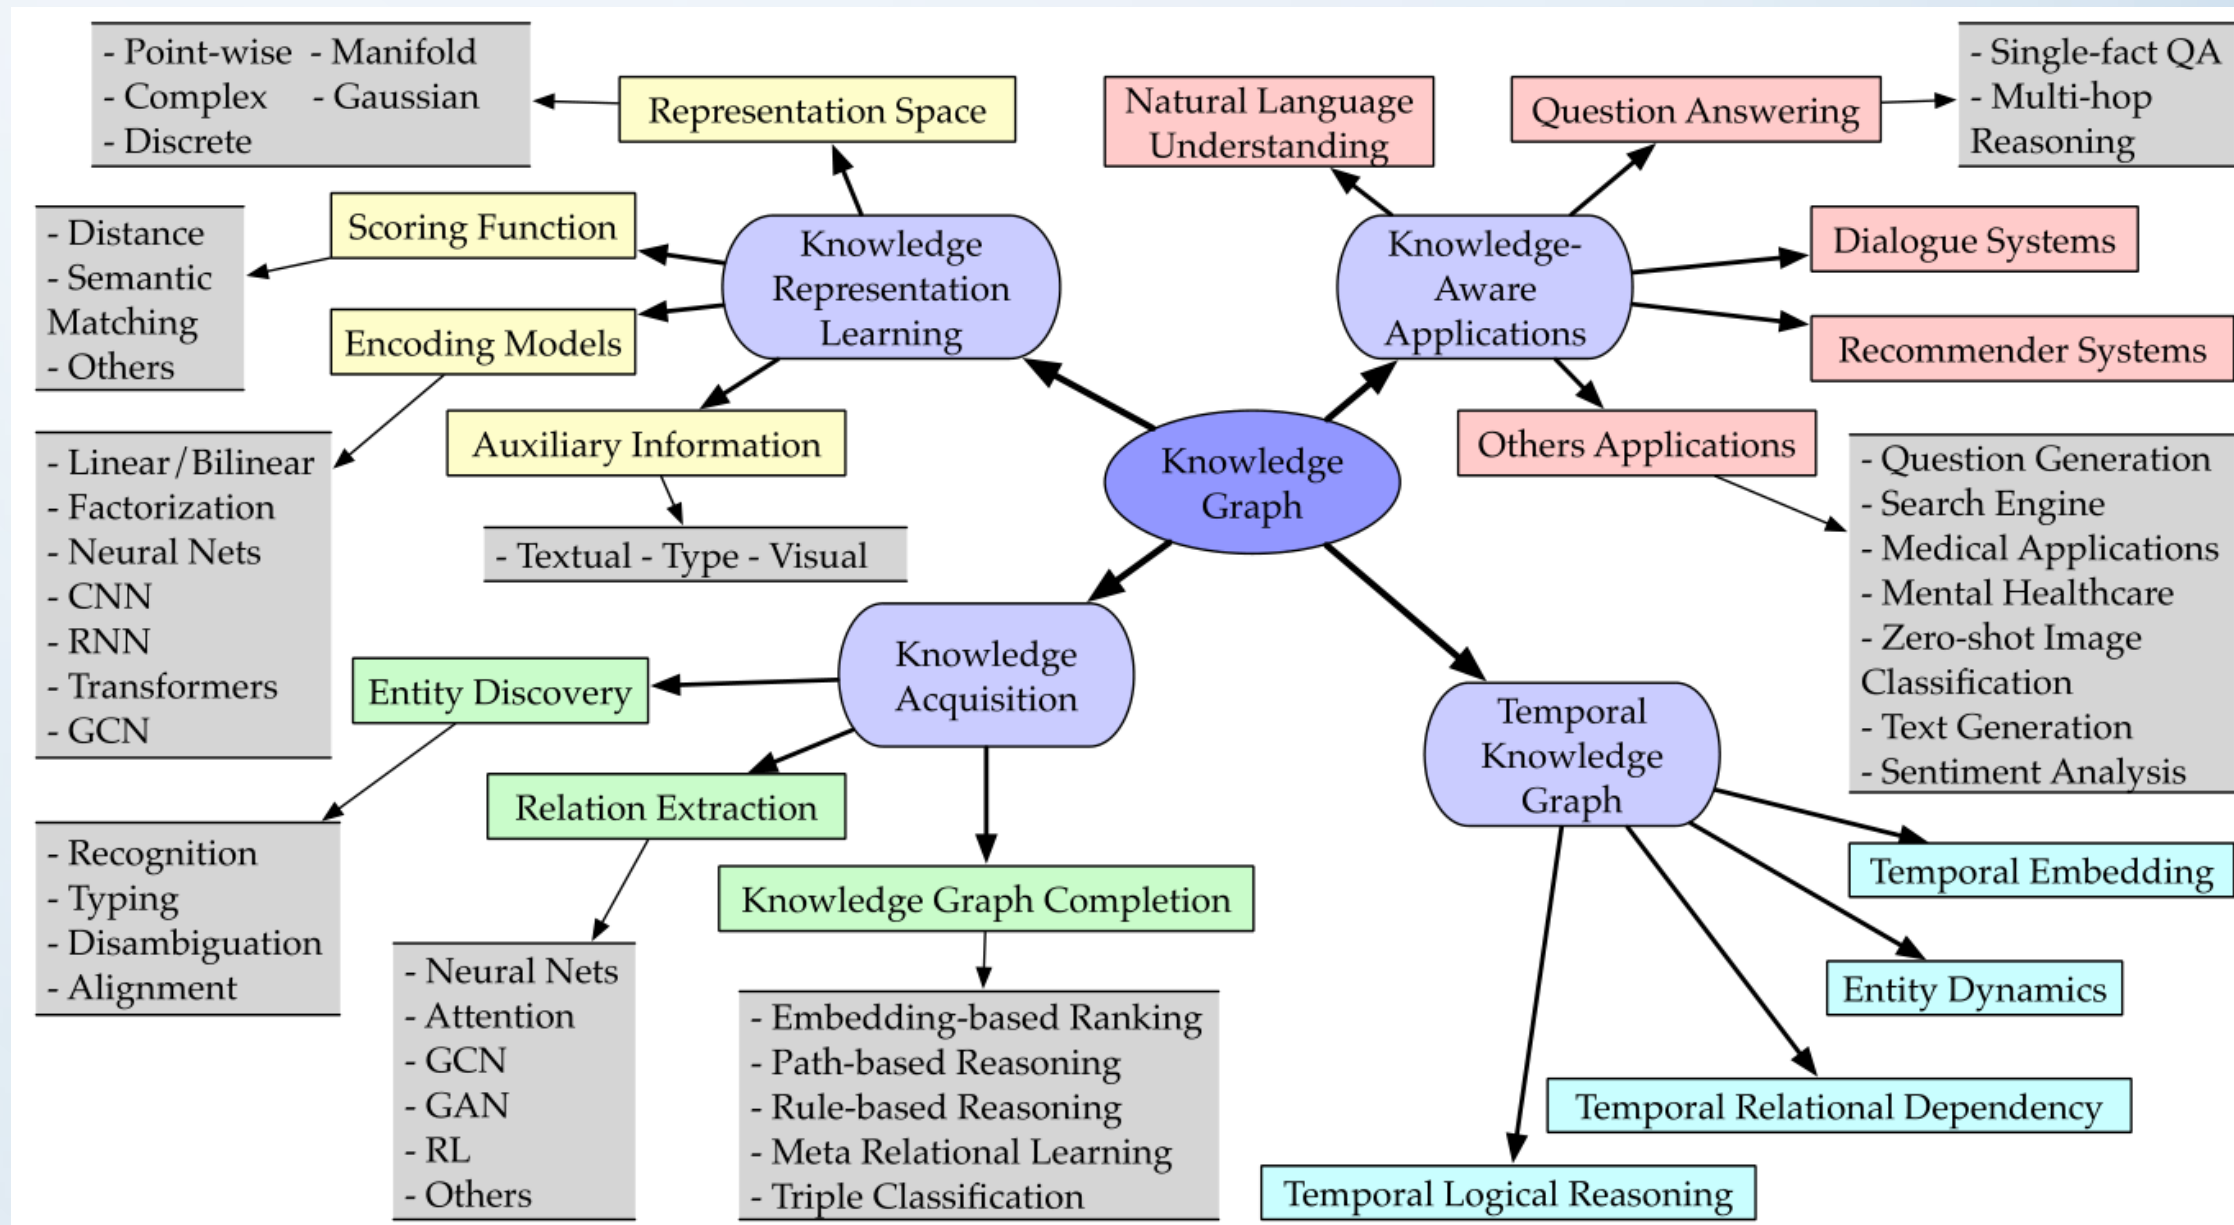 - Point-wise - Manifold
- Complex - Gaussian
- Discrete
Representation Space
Natural Language
Understanding
Question Answering
- Single-fact QA
- Multi-hop
Reasoning
Scoring Function
- Distance
- Semantic
Matching
- Others
Knowledge
Representation
Learning
Knowledge-
Aware
Applications
Dialogue Systems
Encoding Models
Recommender Systems
Auxiliary Information
Others Applications
- Linear/Bilinear
- Factorization
- Neural Nets
- CNN
- RNN
- Transformers
- GCN
- Textual - Type - Visual
Knowledge
Graph
- Question Generation
- Search Engine
- Medical Applications
- Mental Healthcare
- Zero-shot Image
Classification
- Text Generation
- Sentiment Analysis
Knowledge
Acquisition
Entity Discovery
Temporal
Knowledge
Graph
Relation Extraction
- Recognition
- Typing
- Disambiguation
- Alignment
Knowledge Graph Completion
Temporal Embedding
- Neural Nets
- Attention
- GCN
- GAN
- RL
- Others
- Embedding-based Ranking
- Path-based Reasoning
- Rule-based Reasoning
- Meta Relational Learning
- Triple Classification
Entity Dynamics
Temporal Relational Dependency
Temporal Logical Reasoning